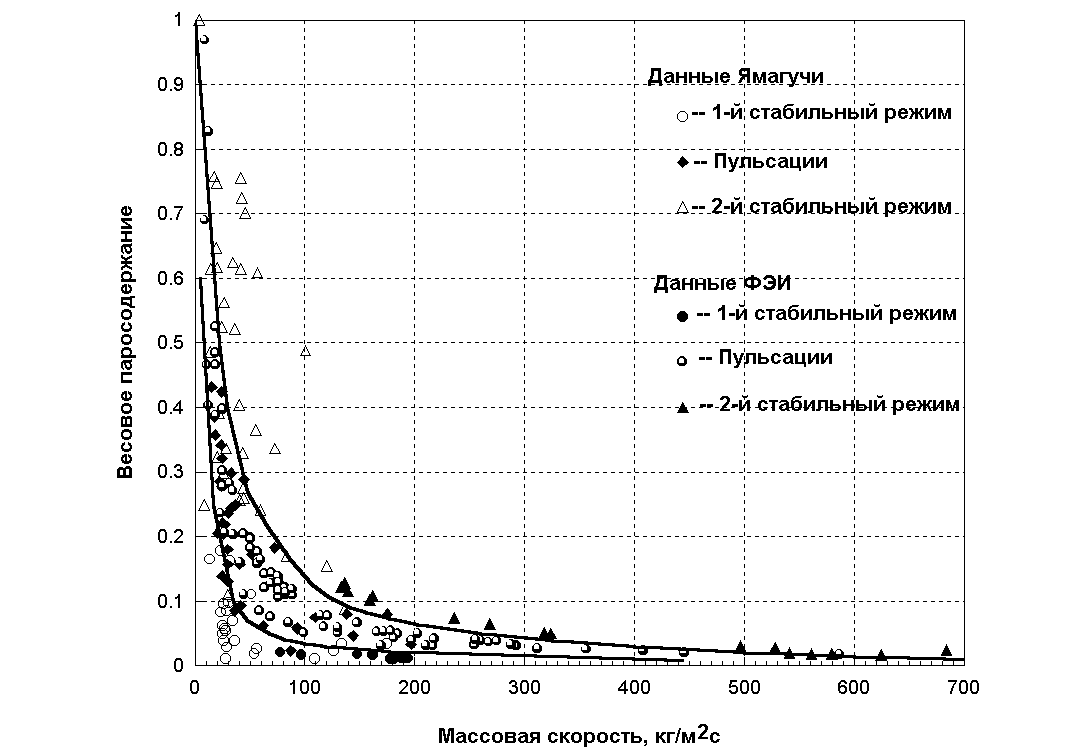 1
0.9
0.8
0.7
0.6
0.5
0.4
0.3
0.2
0.1
0
0
100
200
300
400
500
600
700
Весовое паросодержание
Массовая скорость, кг/м2с
Данные Ямагучи
-- 1-й стабильный режим
-- Пульсации
-- 2-й стабильный режим
Данные ФЭИ
-- 1-й стабильный режим
-- Пульсации
-- 2-й стабильный режим